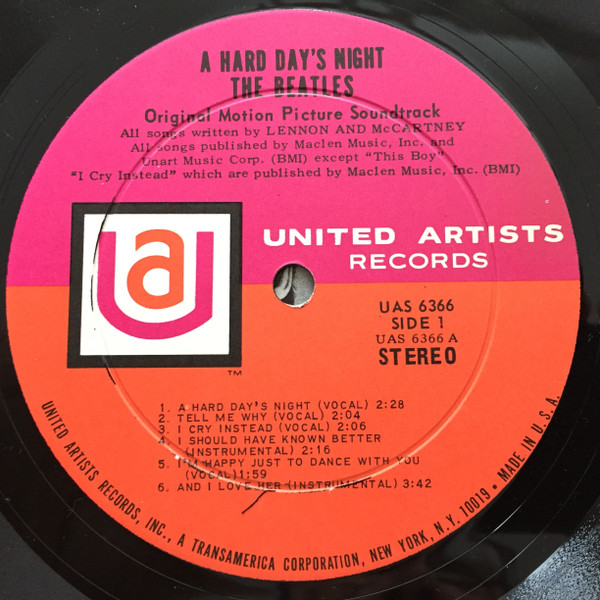 A HARD DAY'S NIGHT
THE BEATLES
Original Motion Picture Soundtrack
All songs written by LENNON AND McCARTNEY
All songs published by Maclen Music, Inc. and
Unart Music Corp. (BMI) except "This Boy"
"I Cry Instead" which are published by Maclen Music, Inc. (BMI)
ua
UNITED ARTISTS
RECORDS
TM
UAS 6366
SIDE 1
UAS 6366 A
STEREO
1. A HARD DAY'S NIGHT (VOCAL) 2:28
2. TELL ME WHY (VOCAL) 2:04
3. I CRY INSTEAD (VOCAL) 2:06
4. I SHOULD HAVE KNOWN BETTER
(INSTRUMENTAL) 2:16
5. I'M HAPPY JUST TO DANCE WITH YOU
(VOCAL)1:59
6. AND I LOVE HER (INSTRUMENTAL) 3:42
UNITED ARTISTS RECORDS, INC., A TRANSAMERICA CORPORATION, NEW YORK, N.Y. 10019 • MADE IN U.S.A.